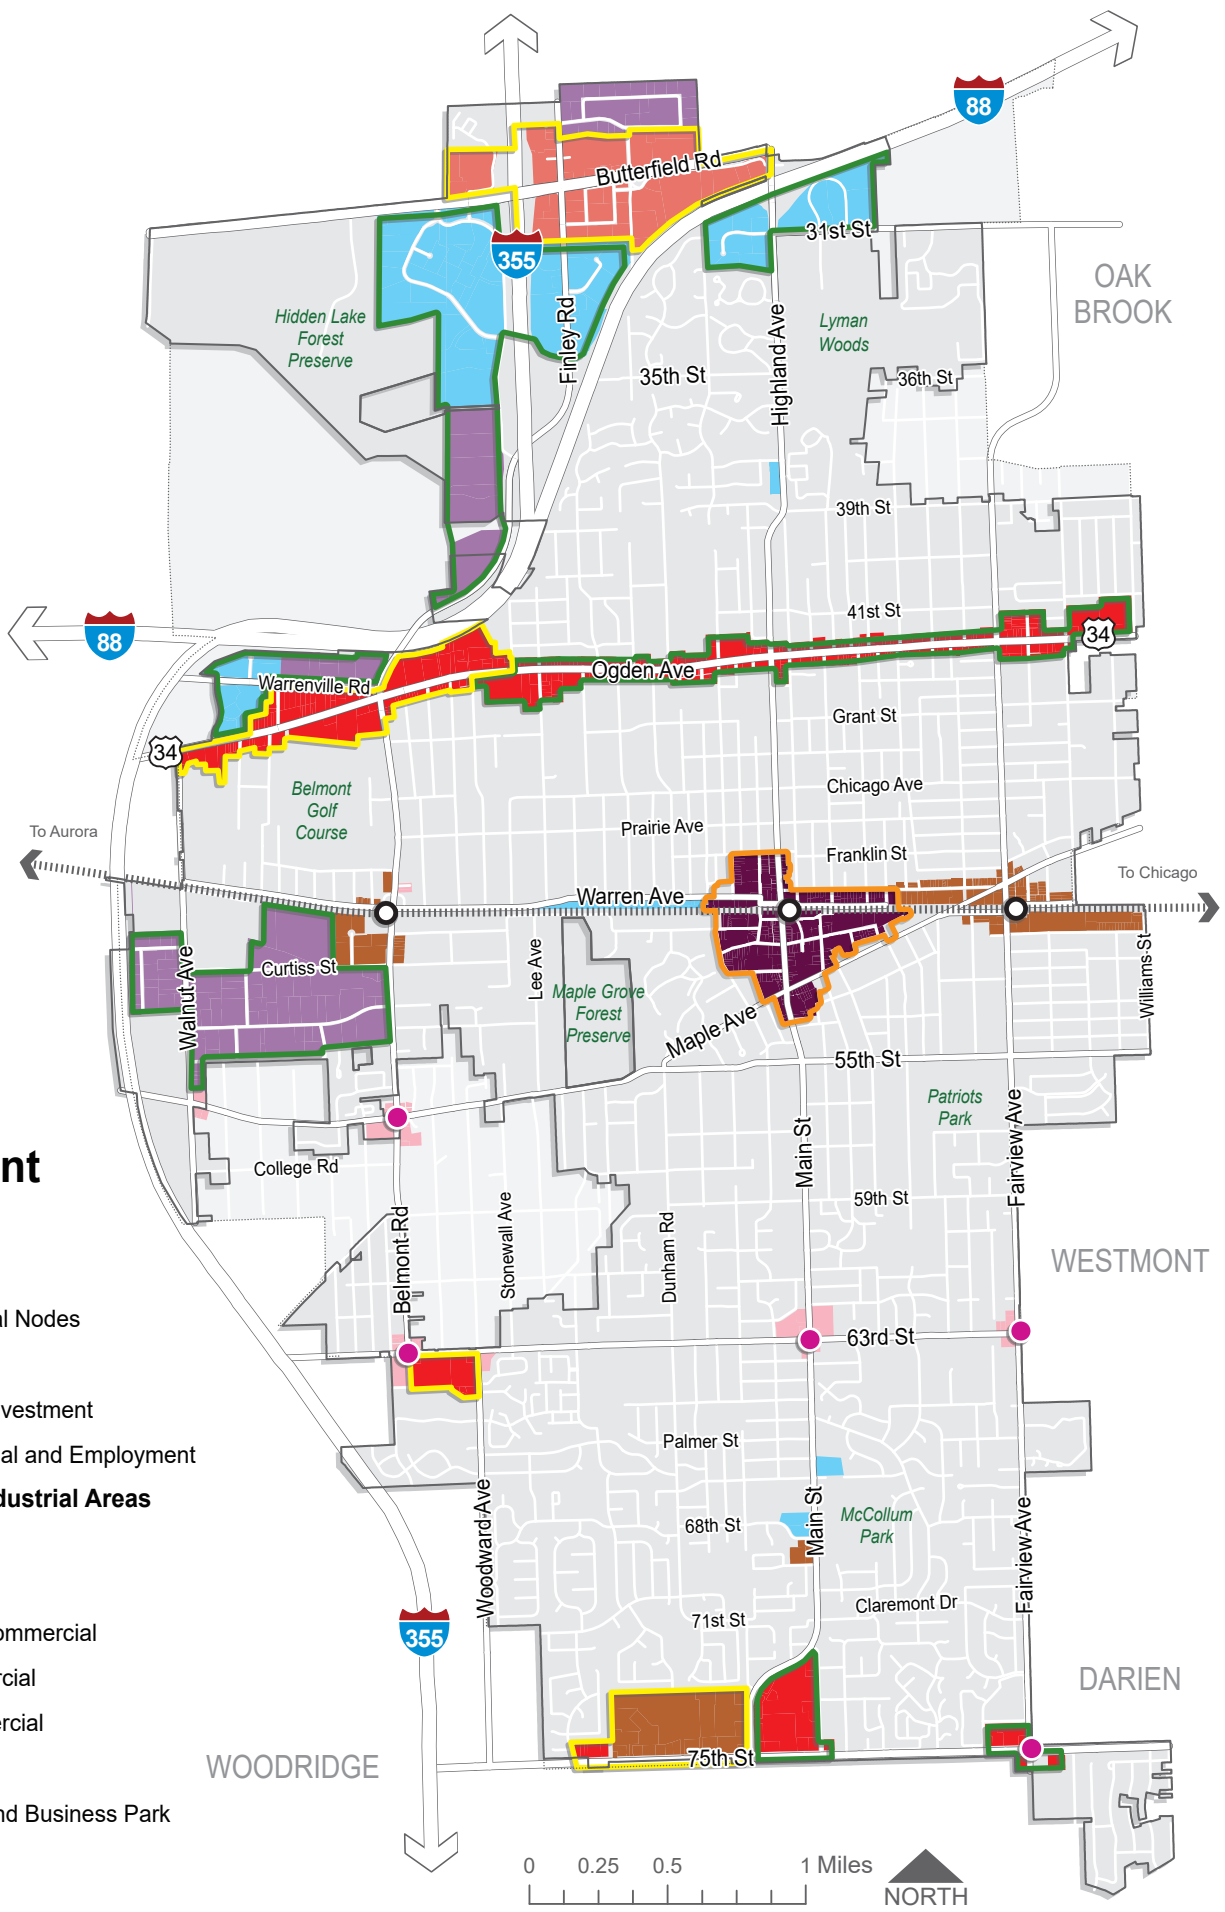 88
Butterfield Rd
31st St
355
OAK
BROOK
Hidden Lake
Forest
Preserve
Finley Rd
Highland Ave
Lyman
Woods
35th St
36th St
39th St
41st St
34
88
Ogden Ave
Warrenville Rd
34
Grant St
Belmont
Golf
Course
Chicago Ave
Prairie Ave
To Aurora
Franklin St
To Chicago
Warren Ave
Walnut Ave
Curtiss St
Lee Ave
Maple Grove
Forest
Preserve
Maple Ave
Williams St
55th St
Patriots
Park
Main St
Fairview Ave
nt
College Rd
59th St
Stonewall Ave
Dunham Rd
Belmont Rd
WESTMONT
al Nodes
63rd St
vestment
Palmer St
al and Employment
dustrial Areas
Woodward Ave
Main St
McCollum
Park
68th St
Fairview Ave
Claremont Dr
71st St
ommercial
355
rcial
DARIEN
ercial
75th St
WOODRIDGE
nd Business Park
0 0.25 0.5 1 Miles
NORTH